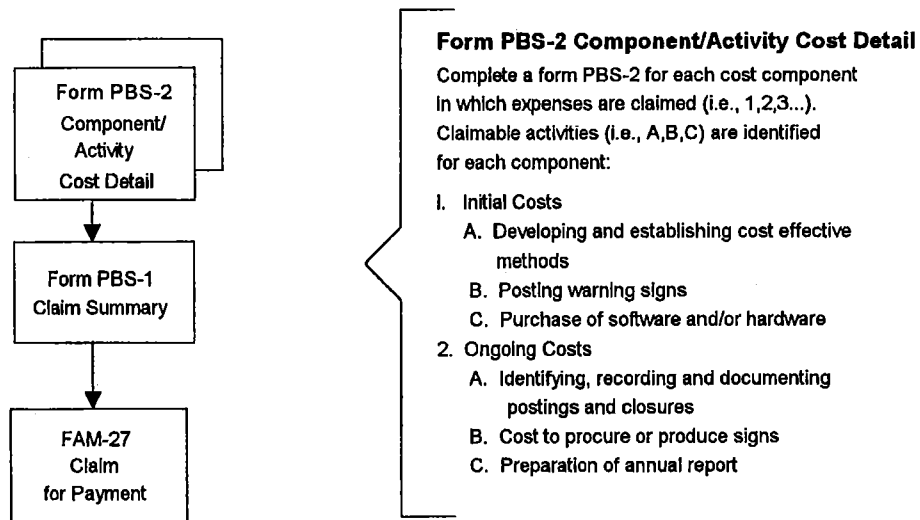 Form PBS-2
Component/
Activity
Cost Detail
Form PBS-1
Claim Summary
FAM-27
Claim
for Payment
Form PBS-2 Component/Activity Cost Detail
Complete a form PBS-2 for each cost component
in which expenses are claimed (i.e., 1,2,3...).
Claimable activities (i.e., A,B,C) are identified
for each component:
I. Initial Costs
A. Developing and establishing cost effective
methods
B. Posting warning signs
C. Purchase of software and/or hardware
2. Ongoing Costs
A. Identifying, recording and documenting
postings and closures
B. Cost to procure or produce signs
C. Preparation of annual report